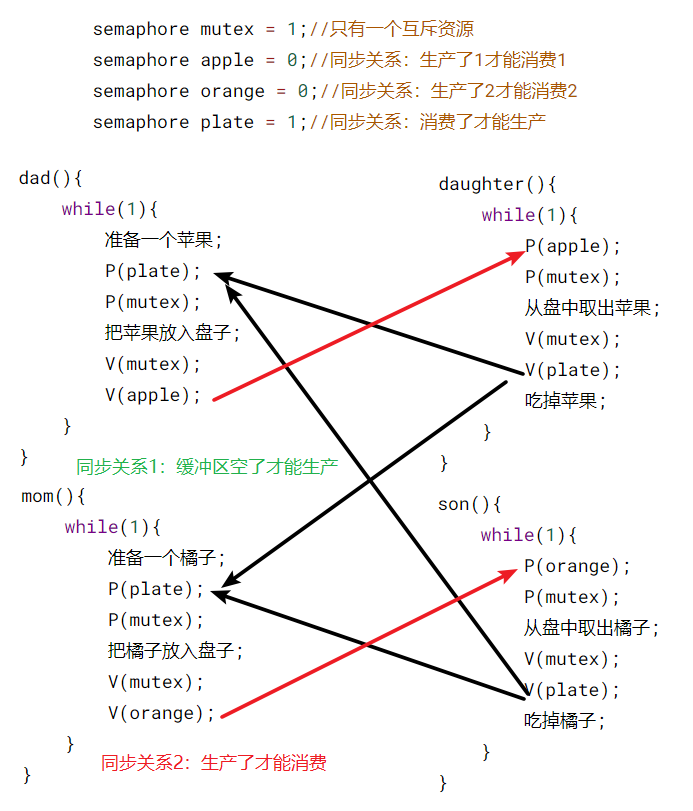 semaphore mutex = 1;//只有一个互斥资源
semaphore apple = 0;//同步关系：生产了1才能消费1
semaphore orange = 0;//同步关系：生产了2才能消费2
semaphore plate = 1;//同步关系：消费了才能生产
dad(){
while(1){
准备一个苹果;
P(plate);
P(mutex);
把苹果放入盘子;
V(mutex);
V(apple);
}
}
同步关系1：缓冲区空了才能生产
daughter(){
while(1){
P(apple);
P(mutex);
从盘中取出苹果;
V(mutex);
V(plate);
吃掉苹果;
}
}
mom(){
while(1){
准备一个橘子;
P(plate);
P(mutex);
把橘子放入盘子;
V(mutex);
V(orange);
}
}
同步关系2：生产了才能消费
son(){
while(1){
P(orange);
P(mutex);
从盘中取出橘子;
V(mutex);
V(plate);
吃掉橘子;
}
}